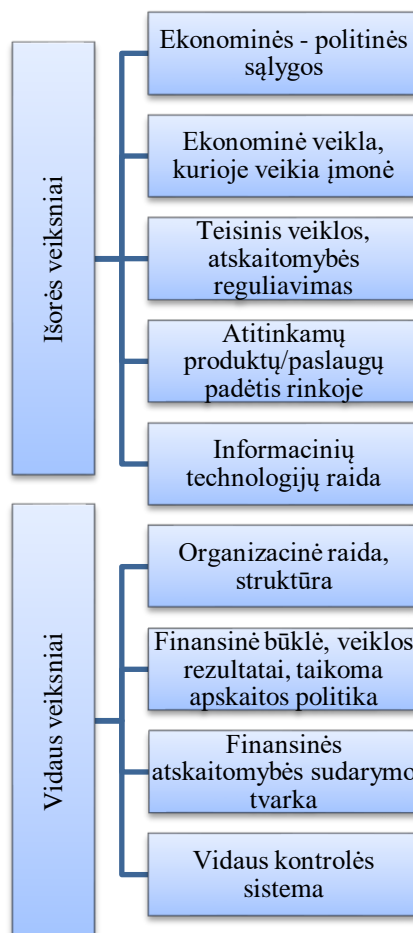 Išorės veiksniai
Ekonominės - politinės
sąlygos
Ekonominė veikla,
kurioje veikia įmonė
Teisinis veiklos,
atskaitomybės
reguliavimas
Atitinkamų
produktų/paslaugų
padėtis rinkoje
Informacinių
technologijų raida
Vidaus veiksniai
Organizacinė raida,
struktūra
Finansinė būklė, veiklos
rezultatai, taikoma
apskaitos politika
Finansinės
atskaitomybės sudarymo
tvarka
Vidaus kontrolės
sistema